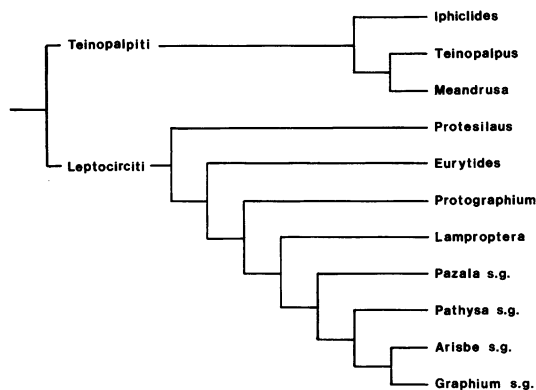 Iphiclides
Teinopalpiti
Teinopalpus
Meandrusa
Protesilaus
Leptocirciti
Eurytides
Protographium
Lamproptera
Pazala s.g.
Pathysa s.g.
Arisbe s.g.
Graphium s.g.